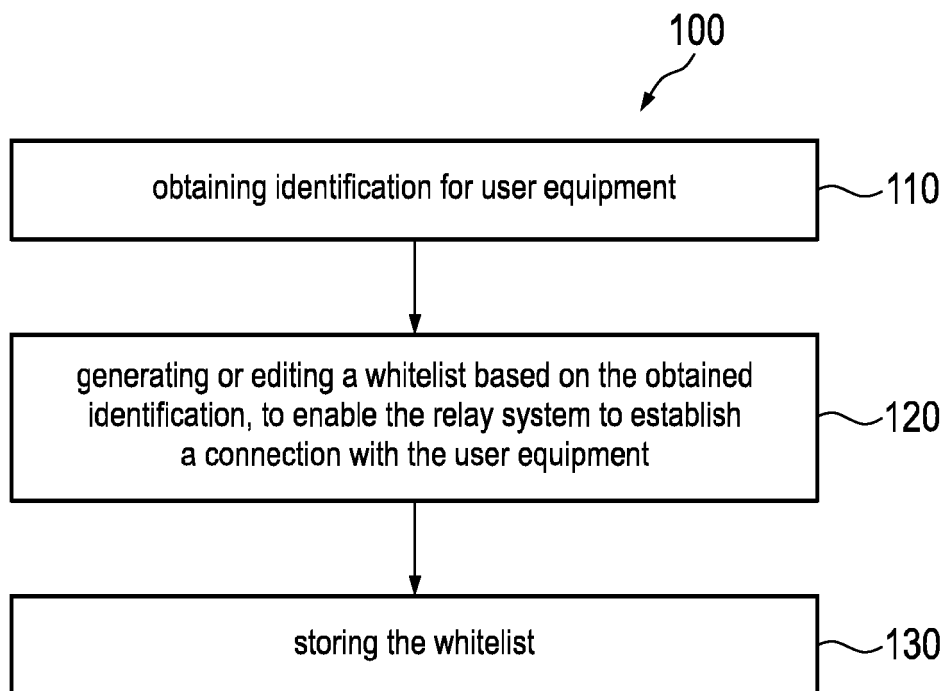 100
obtaining identification for user equipment
110
generating or editing a whitelist based on the obtained
identification, to enable the relay system to establish
a connection with the user equipment
120
storing the whitelist
130